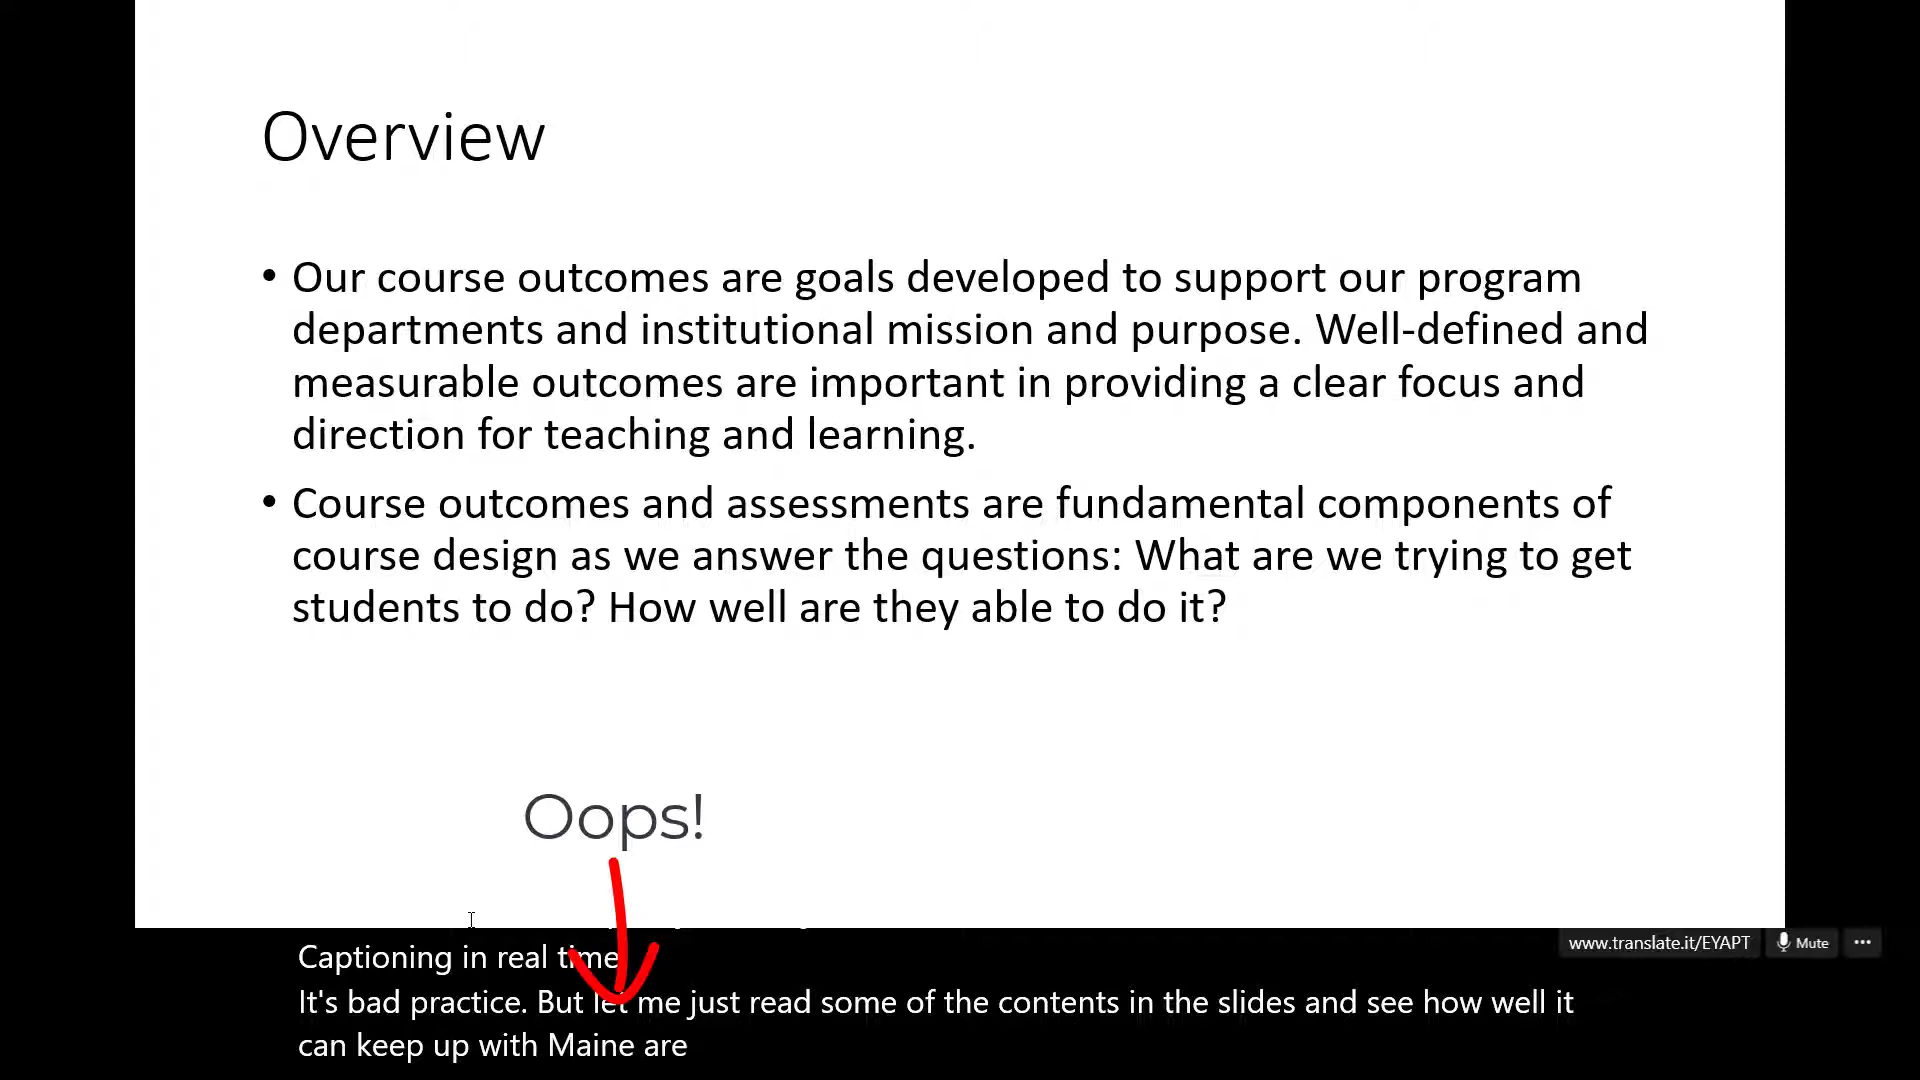 Overview
• Our course outcomes are goals developed to support our program
departments and institutional mission and purpose. Well-defined and
measurable outcomes are important in providing a clear focus and
direction for teaching and learning.
• Course outcomes and assessments are fundamental components of
course design as we answer the questions: What are we trying to get
students to do? How well are they able to do it?
Oops!
www.translate.it/EYAPT Mute
Captioning in real time
It's bad practice. But let me just read some of the contents in the slides and see how well it
can keep up with Maine are